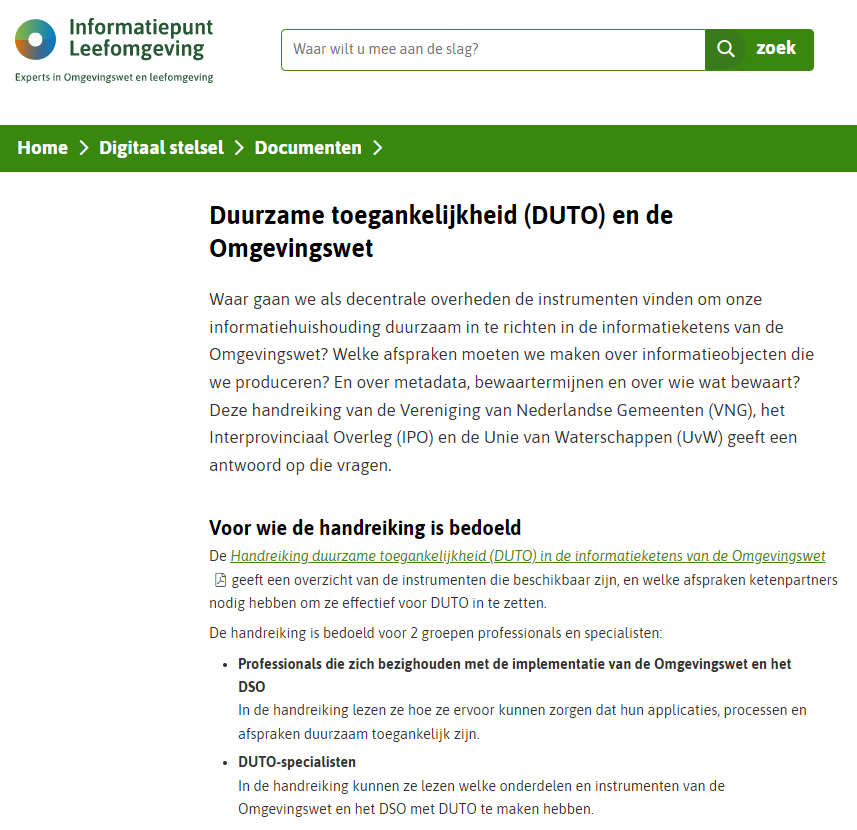 Informatiepunt
Leefomgeving
Experts in Omgevingswet en leefomgeving
Waar wilt u mee aan de slag?
zoek
Home > Digitaal stelsel > Documenten >
Duurzame toegankelijkheid (DUTO) en de
Omgevingswet
Waar gaan we als decentrale overheden de instrumenten vinden om onze
informatiehuishouding duurzaam in te richten in de informatieketens van de
Omgevingswet? Welke afspraken moeten we maken over informatieobjecten die
we produceren? En over metadata, bewaartermijnen en over wie wat bewaart?
Deze handreiking van de Vereniging van Nederlandse Gemeenten (VNG), het
Interprovinciaal Overleg (IPO) en de Unie van Waterschappen (UvW) geeft een
antwoord op die vragen.
Voor wie de handreiking is bedoeld
De Handreiking duurzame toegankelijkheid (DUTO) in de informatieketens van de Omgevingswet
geeft een overzicht van de instrumenten die beschikbaar zijn, en welke afspraken ketenpartners
nodig hebben om ze effectief voor DUTO in te zetten.
De handreiking is bedoeld voor 2 groepen professionals en specialisten:
• Professionals die zich bezighouden met de implementatie van de Omgevingswet en het
DSO
In de handreiking lezen ze hoe ze ervoor kunnen zorgen dat hun applicaties, processen en
afspraken duurzaam toegankelijk zijn.
• DUTO-specialisten
In de handreiking kunnen ze lezen welke onderdelen en instrumenten van de
Omgevingswet en het DSO met DUTO te maken hebben.